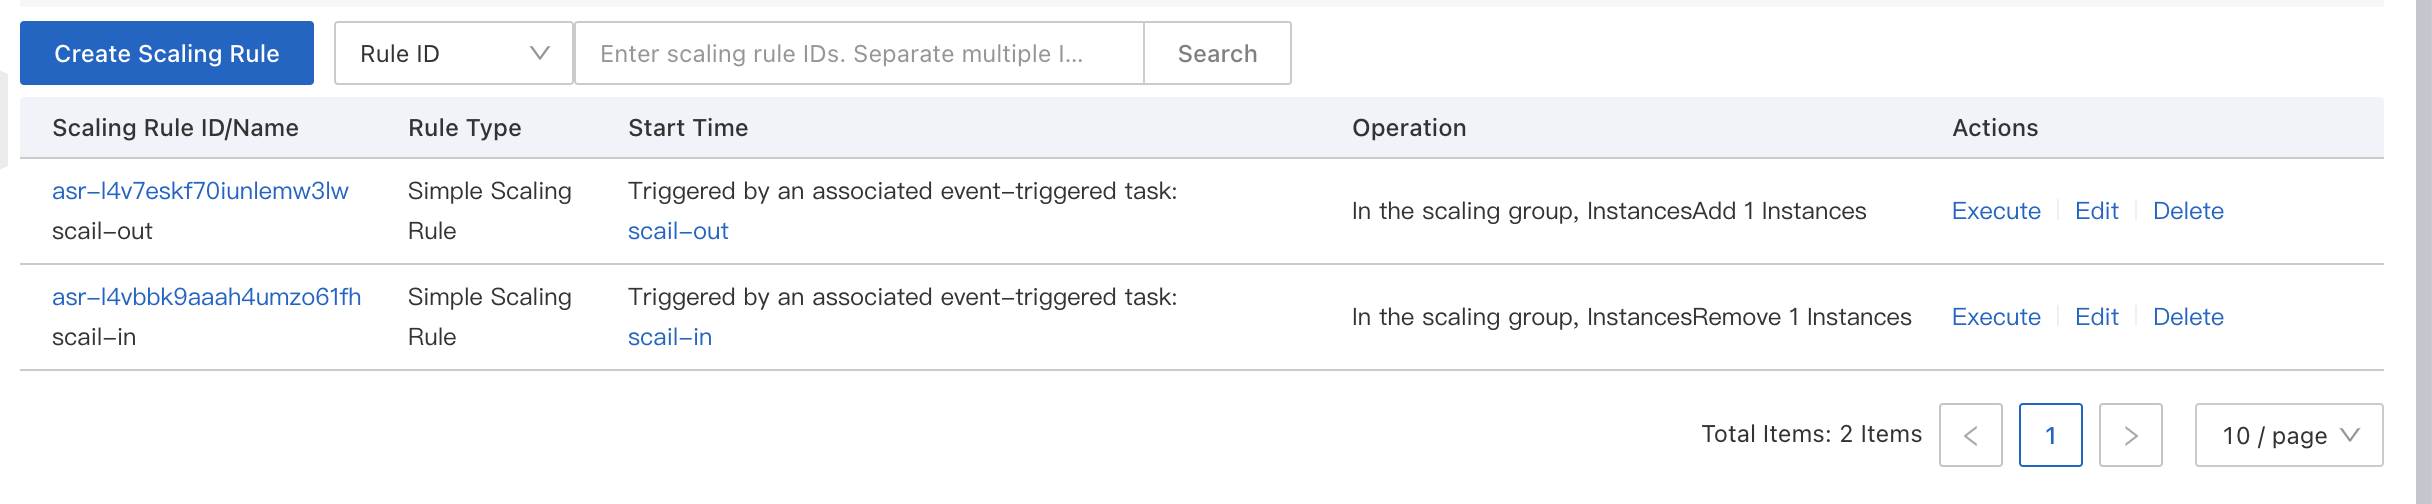 Create Scaling Rule
Rule ID
Enter scaling rule IDs. Separate multiple I...
Search
Scaling Rule ID/Name Rule Type Start Time Operation Actions
asr-l4v7eskf70iunlemw3lw Simple Scaling Triggered by an associated event-triggered task:
scail-out Rule scail-out
In the scaling group, InstancesAdd 1 Instances Execute Edit Delete
asr-l4vbbk9aaah4umzo61fh Simple Scaling Triggered by an associated event-triggered task:
scail-in Rule scail-in
In the scaling group, InstancesRemove 1 Instances Execute Edit Delete
Total Items: 2 Items < 1 > 10 / page